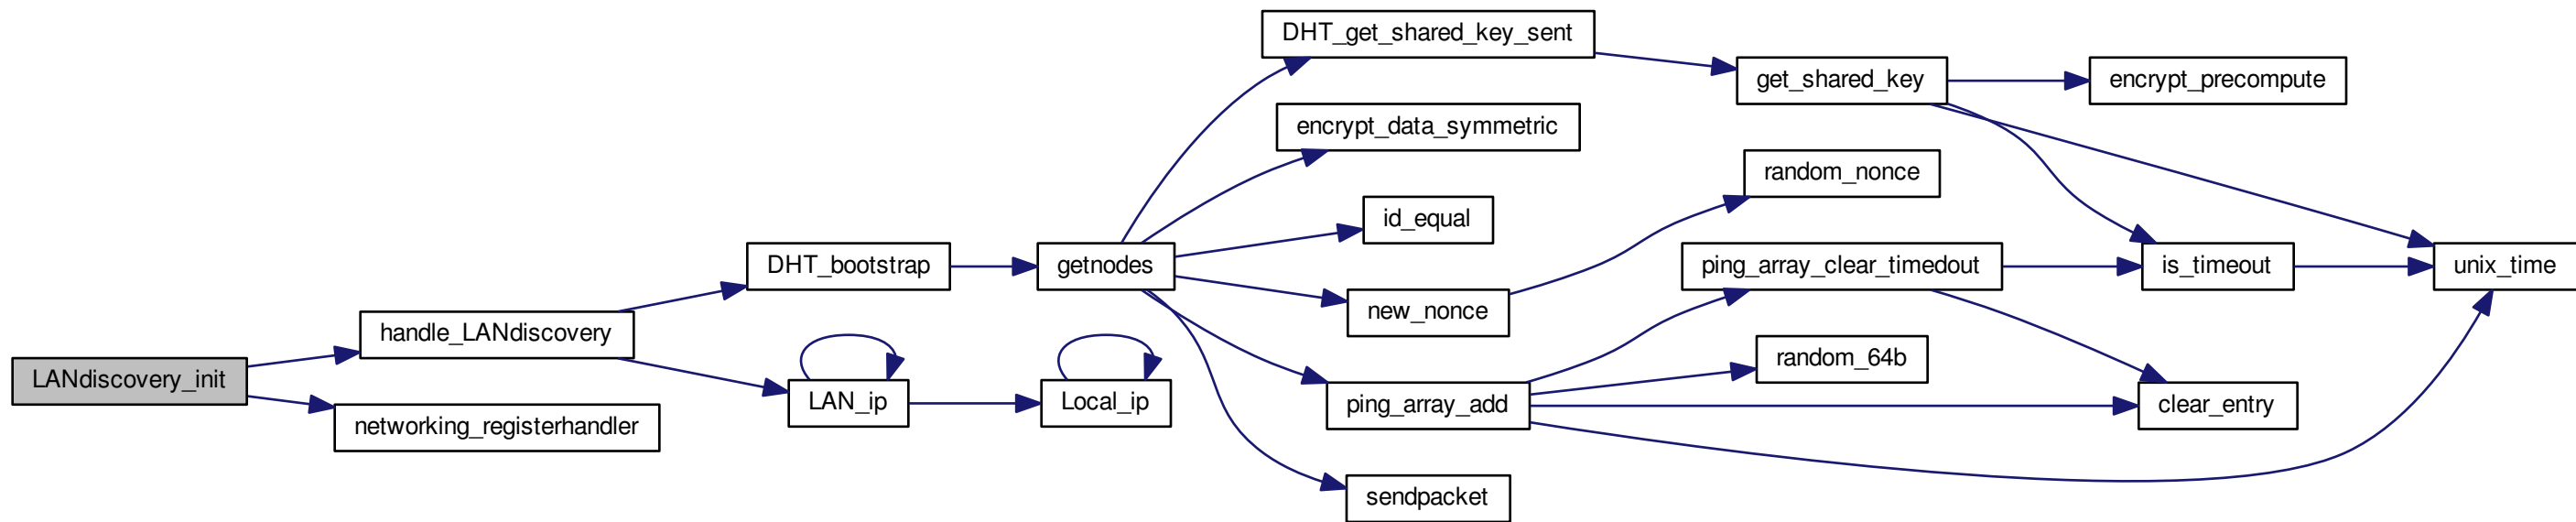 LANdiscovery_init
handle_LANdiscovery
networking_registerhandler
DHT_bootstrap
LAN_ip
getnodes
Local_ip
DHT_get_shared_key_sent
encrypt_data_symmetric
id_equal
new_nonce
ping_array_add
sendpacket
get_shared_key
random_nonce
ping_array_clear_timedout
random_64b
encrypt_precompute
is_timeout
clear_entry
unix_time